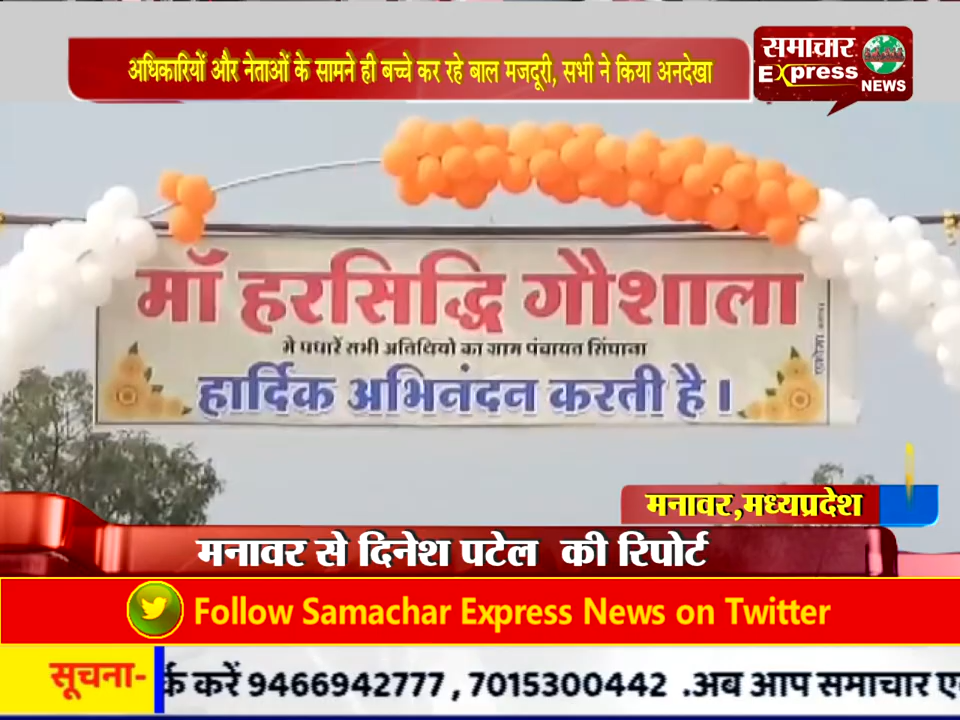 अधिकारियों और नेताओं के सामने ही बच्चे कर रहे बाल मजदूरी, सभी ने किया अनदेखा
समाचार
Express
NEWS
माँ हरसिद्धि गौशाला
मे पधारें सभी अतिथियो का ग्राम पंचायत सिंघाना
हार्दिक अभिनंदन करती है ।
मनावर,मध्यप्रदेश
मनावर से दिनेश पटेल की रिपोर्ट
Follow Samachar Express News on Twitter
सूचना- र्क करें 9466942777 , 7015300442 .अब आप समाचार ए